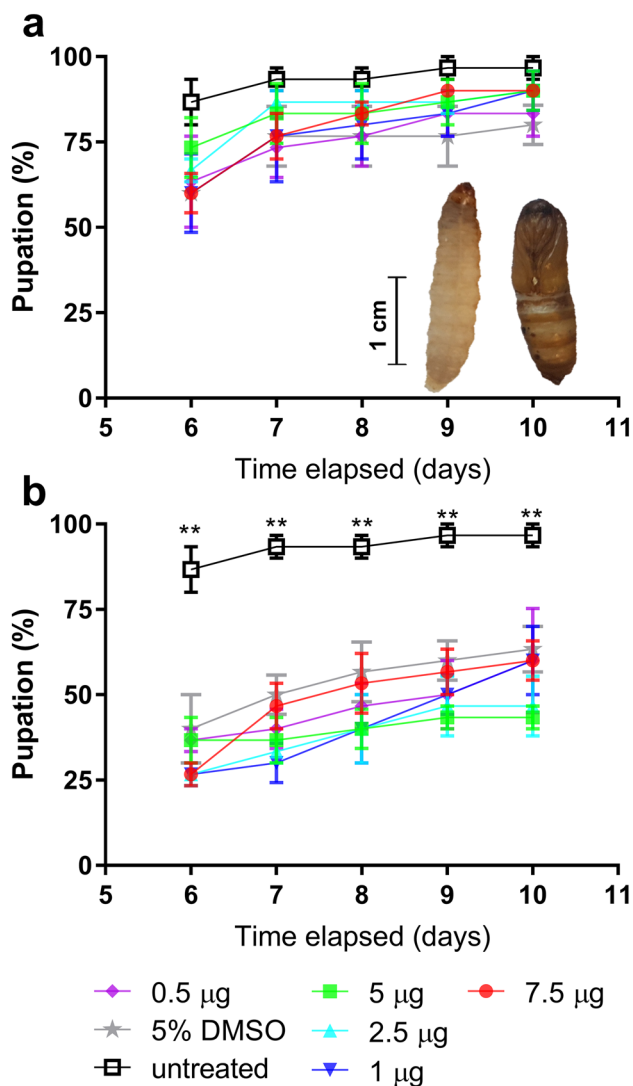 a
100
75
50
25
0
Pupation (%)
1 cm
5 6 7 8 9 10 11
Time elapsed (days)
b
** ** ** ** **
100
75
50
25
0
Pupation (%)
5 6 7 8 9 10 11
Time elapsed (days)
0.5 µg 5 µg 7.5 µg
5% DMSO 2.5 µg
untreated 1 µg